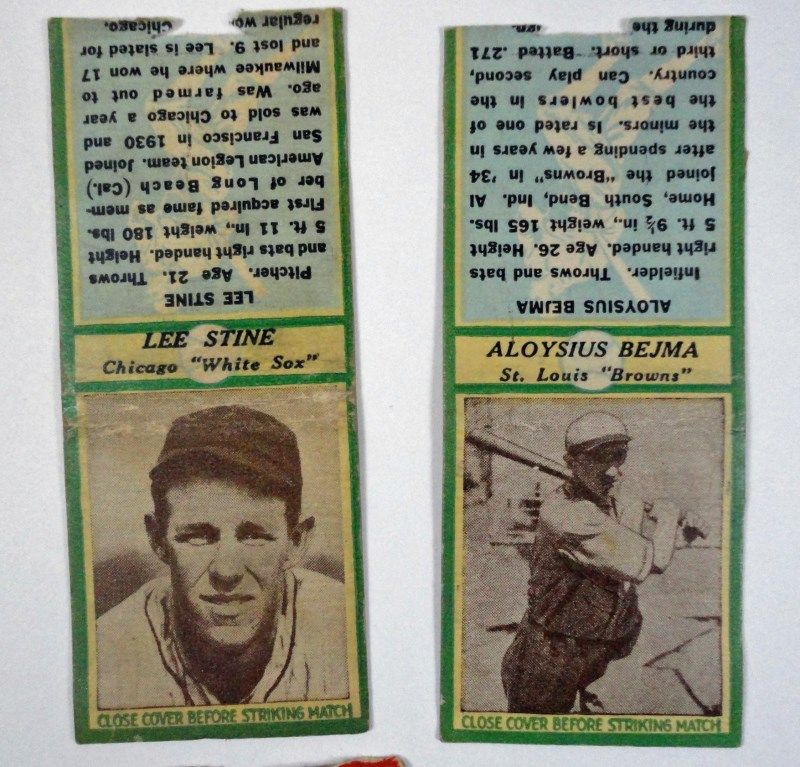 LEE STINE
Pitcher. Age 21. Throws
and bats right handed. Height
5 ft. 11 in., weight 180 lbs.
First acquired fame as mem-
ber of Long Beach (Cal.)
American Legion team. Joined
San Francisco in 1930 and
was sold to Chicago a year
ago. Was farmed out to
Milwaukee where he won 17
and lost 9. Lee is slated for
regular Chicago.
LEE STINE
Chicago "White Sox"
CLOSE COVER BEFORE STRIKING MATCH
ALOYSIUS BEJMA
Infielder. Throws and bats
right handed. Age 26. Height
5 ft. 9½ in., weight 165 lbs.
Home, South Bend, Ind. Al
joined the "Browns" in '34
after spending a few years in
the minors. Is rated one of
the best bowlers in the
country. Can play second,
third or short. Batted .271
during the
ALOYSIUS BEJMA
St. Louis "Browns"
CLOSE COVER BEFORE STRIKING MATCH